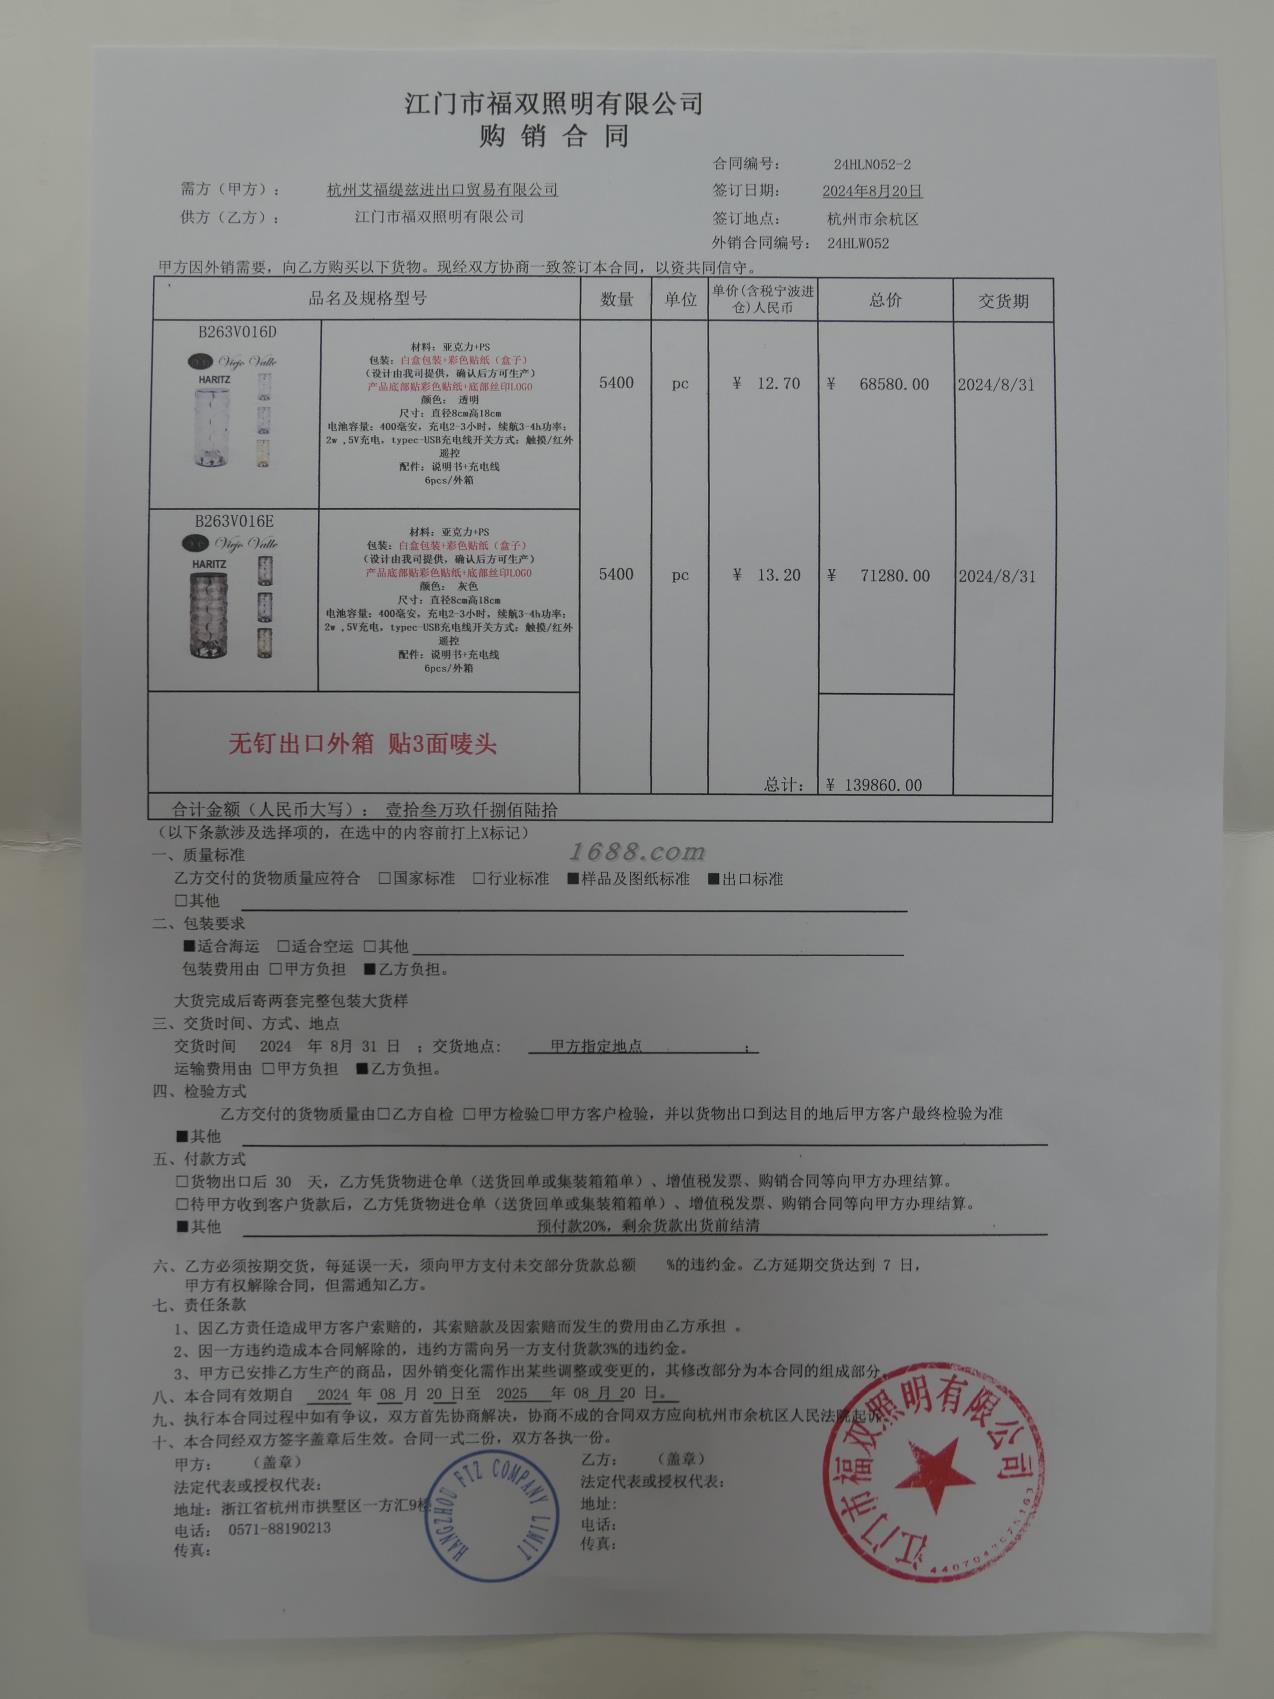 江门市福双照明有限公司
购 销 合 同
合同编号： 24HLN052-2
需方（甲方）： 杭州艾福缇兹进出口贸易有限公司 签订日期： 2024年8月20日
供方（乙方）： 江门市福双照明有限公司 签订地点： 杭州市余杭区
外销合同编号： 24HLW052
甲方因外销需要，向乙方购买以下货物。现经双方协商一致签订本合同，以资共同信守。
品名及规格型号 数量 单位 单价(含税宁波进仓)人民币 总价 交货期
B263V016D
Viejo Valle
HARITZ
材料：亚克力+PS
包装：白盒包装+彩色贴纸（盒子）
（设计由我司提供，确认后方可生产）
产品底部贴彩色贴纸+底部丝印LOGO
颜色： 透明
尺寸：直径8cm高18cm
电池容量：400毫安，充电2-3小时，续航3-4h功率：
2w ,5V充电，typec-USB充电线开关方式：触摸/红外
遥控
配件：说明书+充电线
6pcs/外箱
5400 pc ￥ 12.70 ￥ 68580.00 2024/8/31
B263V016E
Viejo Valle
HARITZ
材料：亚克力+PS
包装：白盒包装+彩色贴纸（盒子）
（设计由我司提供，确认后方可生产）
产品底部贴彩色贴纸+底部丝印LOGO
颜色： 灰色
尺寸：直径8cm高18cm
电池容量：400毫安，充电2-3小时，续航3-4h功率：
2w ,5V充电，typec-USB充电线开关方式：触摸/红外
遥控
配件：说明书+充电线
6pcs/外箱
5400 pc ￥ 13.20 ￥ 71280.00 2024/8/31
无钉出口外箱 贴3面唛头
总计： ￥ 139860.00
合计金额（人民币大写）： 壹拾叁万玖仟捌佰陆拾
（以下条款涉及选择项的，在选中的内容前打上X标记）
1688.com
一、质量标准
乙方交付的货物质量应符合 □国家标准 □行业标准 ■样品及图纸标准 ■出口标准
□其他
二、包装要求
■适合海运 □适合空运 □其他
包装费用由 □甲方负担 ■乙方负担。
大货完成后寄两套完整包装大货样
三、交货时间、方式、地点
交货时间 2024 年 8月 31 日 ；交货地点： 甲方指定地点 ；
运输费用由 □甲方负担 ■乙方负担。
四、检验方式
乙方交付的货物质量由□乙方自检 □甲方检验□甲方客户检验，并以货物出口到达目的地后甲方客户最终检验为准
■其他
五、付款方式
□货物出口后 30 天，乙方凭货物进仓单（送货回单或集装箱箱单）、增值税发票、购销合同等向甲方办理结算。
□待甲方收到客户货款后，乙方凭货物进仓单（送货回单或集装箱箱单）、增值税发票、购销合同等向甲方办理结算。
■其他 预付款20%，剩余货款出货前结清
六、乙方必须按期交货，每延误一天，须向甲方支付未交部分货款总额 %的违约金。乙方延期交货达到 7 日，
甲方有权解除合同，但需通知乙方。
七、责任条款
1、因乙方责任造成甲方客户索赔的，其索赔款及因索赔而发生的费用由乙方承担 。
2、因一方违约造成本合同解除的，违约方需向另一方支付货款3%的违约金。
3、甲方已安排乙方生产的商品，因外销变化需作出某些调整或变更的，其修改部分为本合同的组成部分。
八、本合同有效期自 2024 年 08 月 20 日至 2025 年 08 月 20 日。
九、执行本合同过程中如有争议，双方首先协商解决，协商不成的合同双方应向杭州市余杭区人民法院起诉。
十、本合同经双方签字盖章后生效。合同一式二份，双方各执一份。
甲方： （盖章） 乙方： （盖章）
法定代表或授权代表： 法定代表或授权代表：
地址：浙江省杭州市拱墅区一方汇9楼 地址：
电话： 0571-88190213 电话：
传真： 传真：
HANGZHOU FTZ COMPANY LIMIT
江门市福双照明有限公司